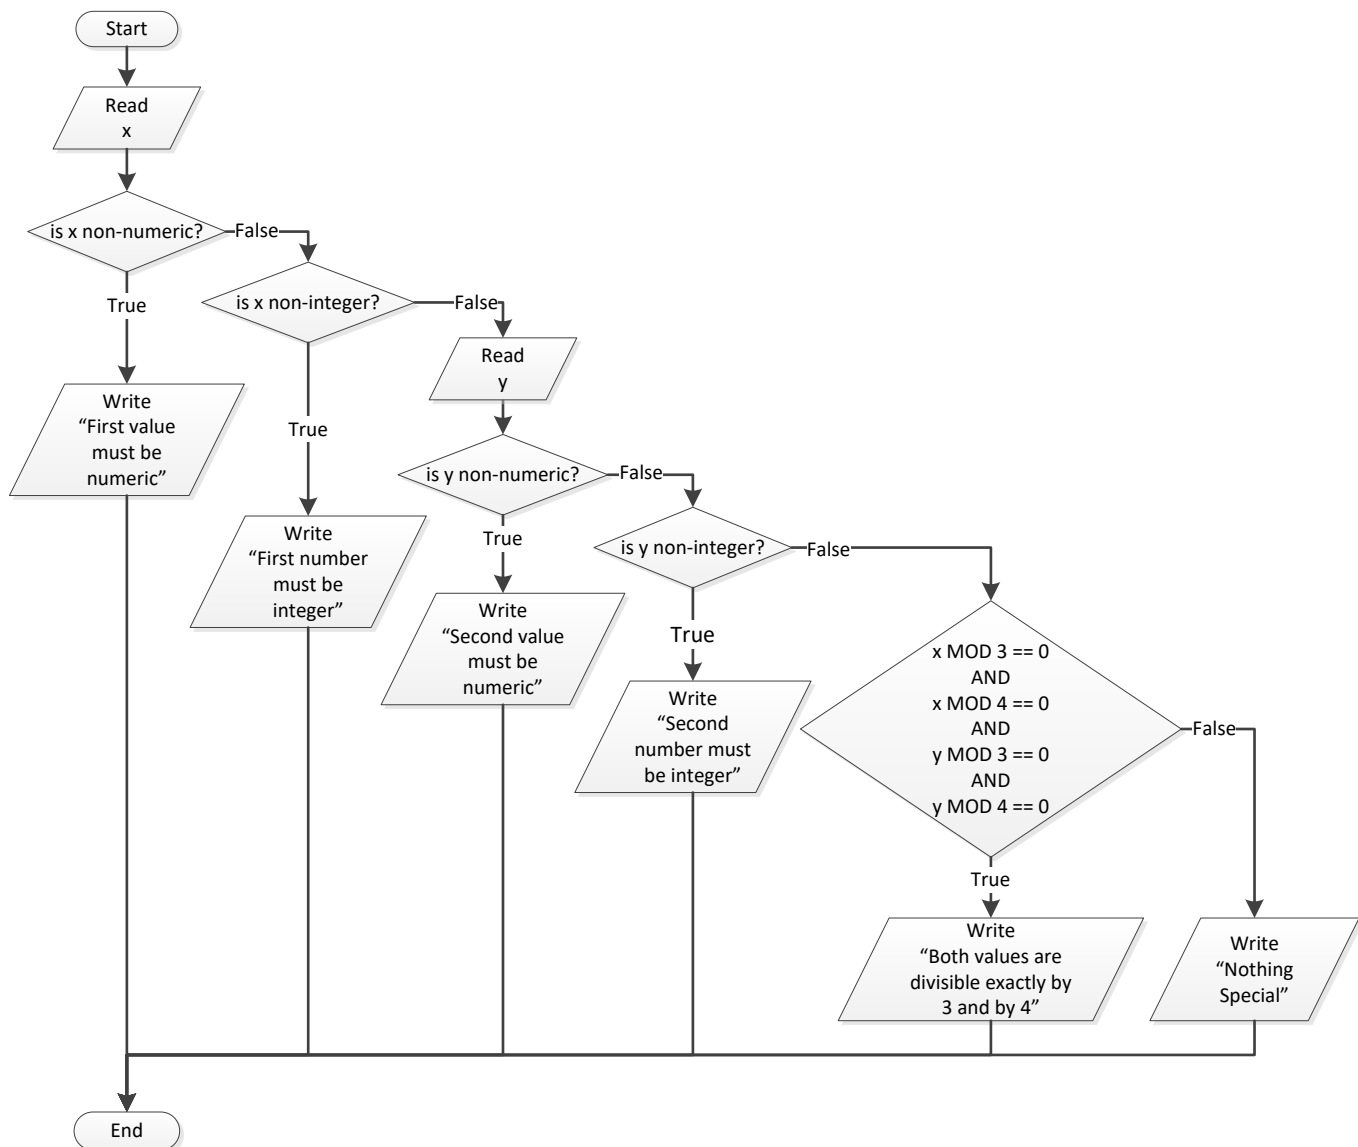 Start
Read
x
is x non-numeric?
False
True
is x non-integer?
False
True
Write
“First value
must be
numeric”
Read
y
is y non-numeric?
False
True
Write
“First number
must be
integer”
is y non-integer?
False
True
Write
“Second value
must be
numeric”
Write
“Second
number must
be integer”
x MOD 3 == 0
AND
x MOD 4 == 0
AND
y MOD 3 == 0
AND
y MOD 4 == 0
False
True
Write
“Both values are
divisible exactly by
3 and by 4”
Write
“Nothing
Special”
End